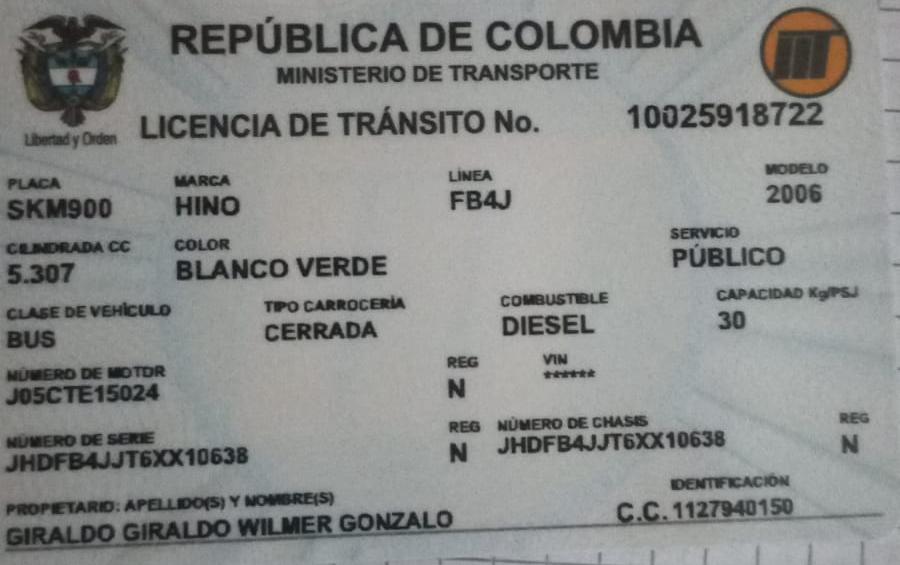 REPÚBLICA DE COLOMBIA
MINISTERIO DE TRANSPORTE
Libertad y Orden
LICENCIA DE TRÁNSITO No. 10025918722
PLACA MARCA LÍNEA MODELO
SKM900 HINO FB4J 2006
CILINDRADA CC COLOR SERVICIO
5.307 BLANCO VERDE PÚBLICO
CLASE DE VEHÍCULO TIPO CARROCERÍA COMBUSTIBLE CAPACIDAD Kg/PSJ
BUS CERRADA DIESEL 30
NÚMERO DE MOTOR REG VIN
J05CTE15024 N ******
NÚMERO DE SERIE REG NÚMERO DE CHASIS REG
JHDFB4JJT6XX10638 N JHDFB4JJT6XX10638 N
PROPIETARIO: APELLIDO(S) Y NOMBRE(S) IDENTIFICACIÓN
GIRALDO GIRALDO WILMER GONZALO C.C. 1127940150